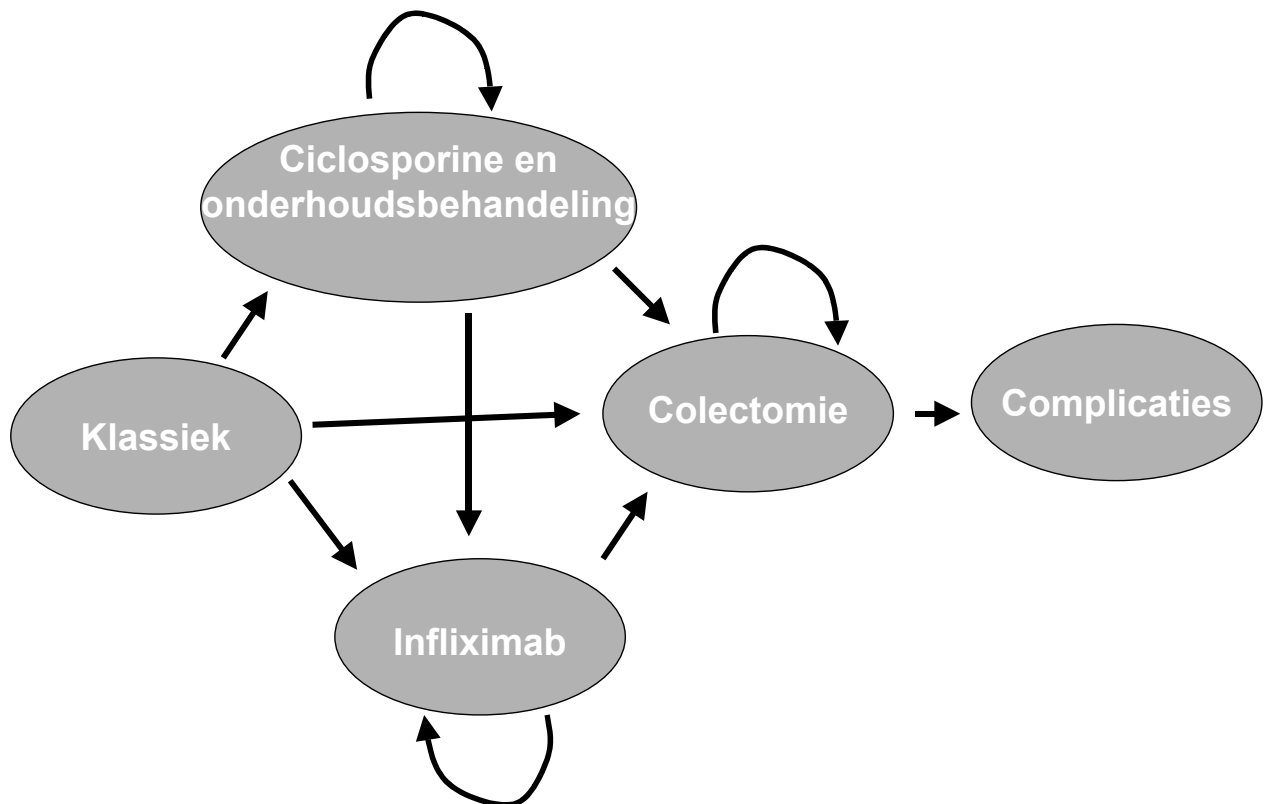 Ciclosporine en
onderhoudsbehandeling
Klassiek
Colectomie
Complicaties
Infliximab